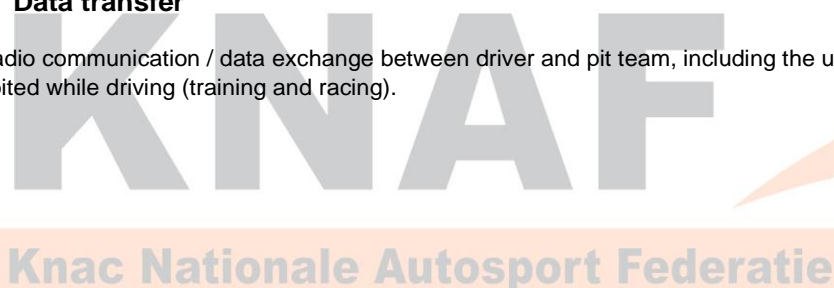 Data transfer
adio communication / data exchange between driver and pit team, including the u
ited while driving (training and racing).
KNAF
Knac Nationale Autosport Federatie